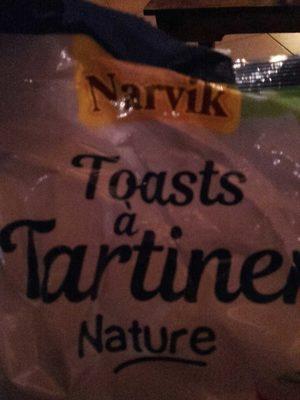 Narvik
Toasts
à
Tartiner
Nature